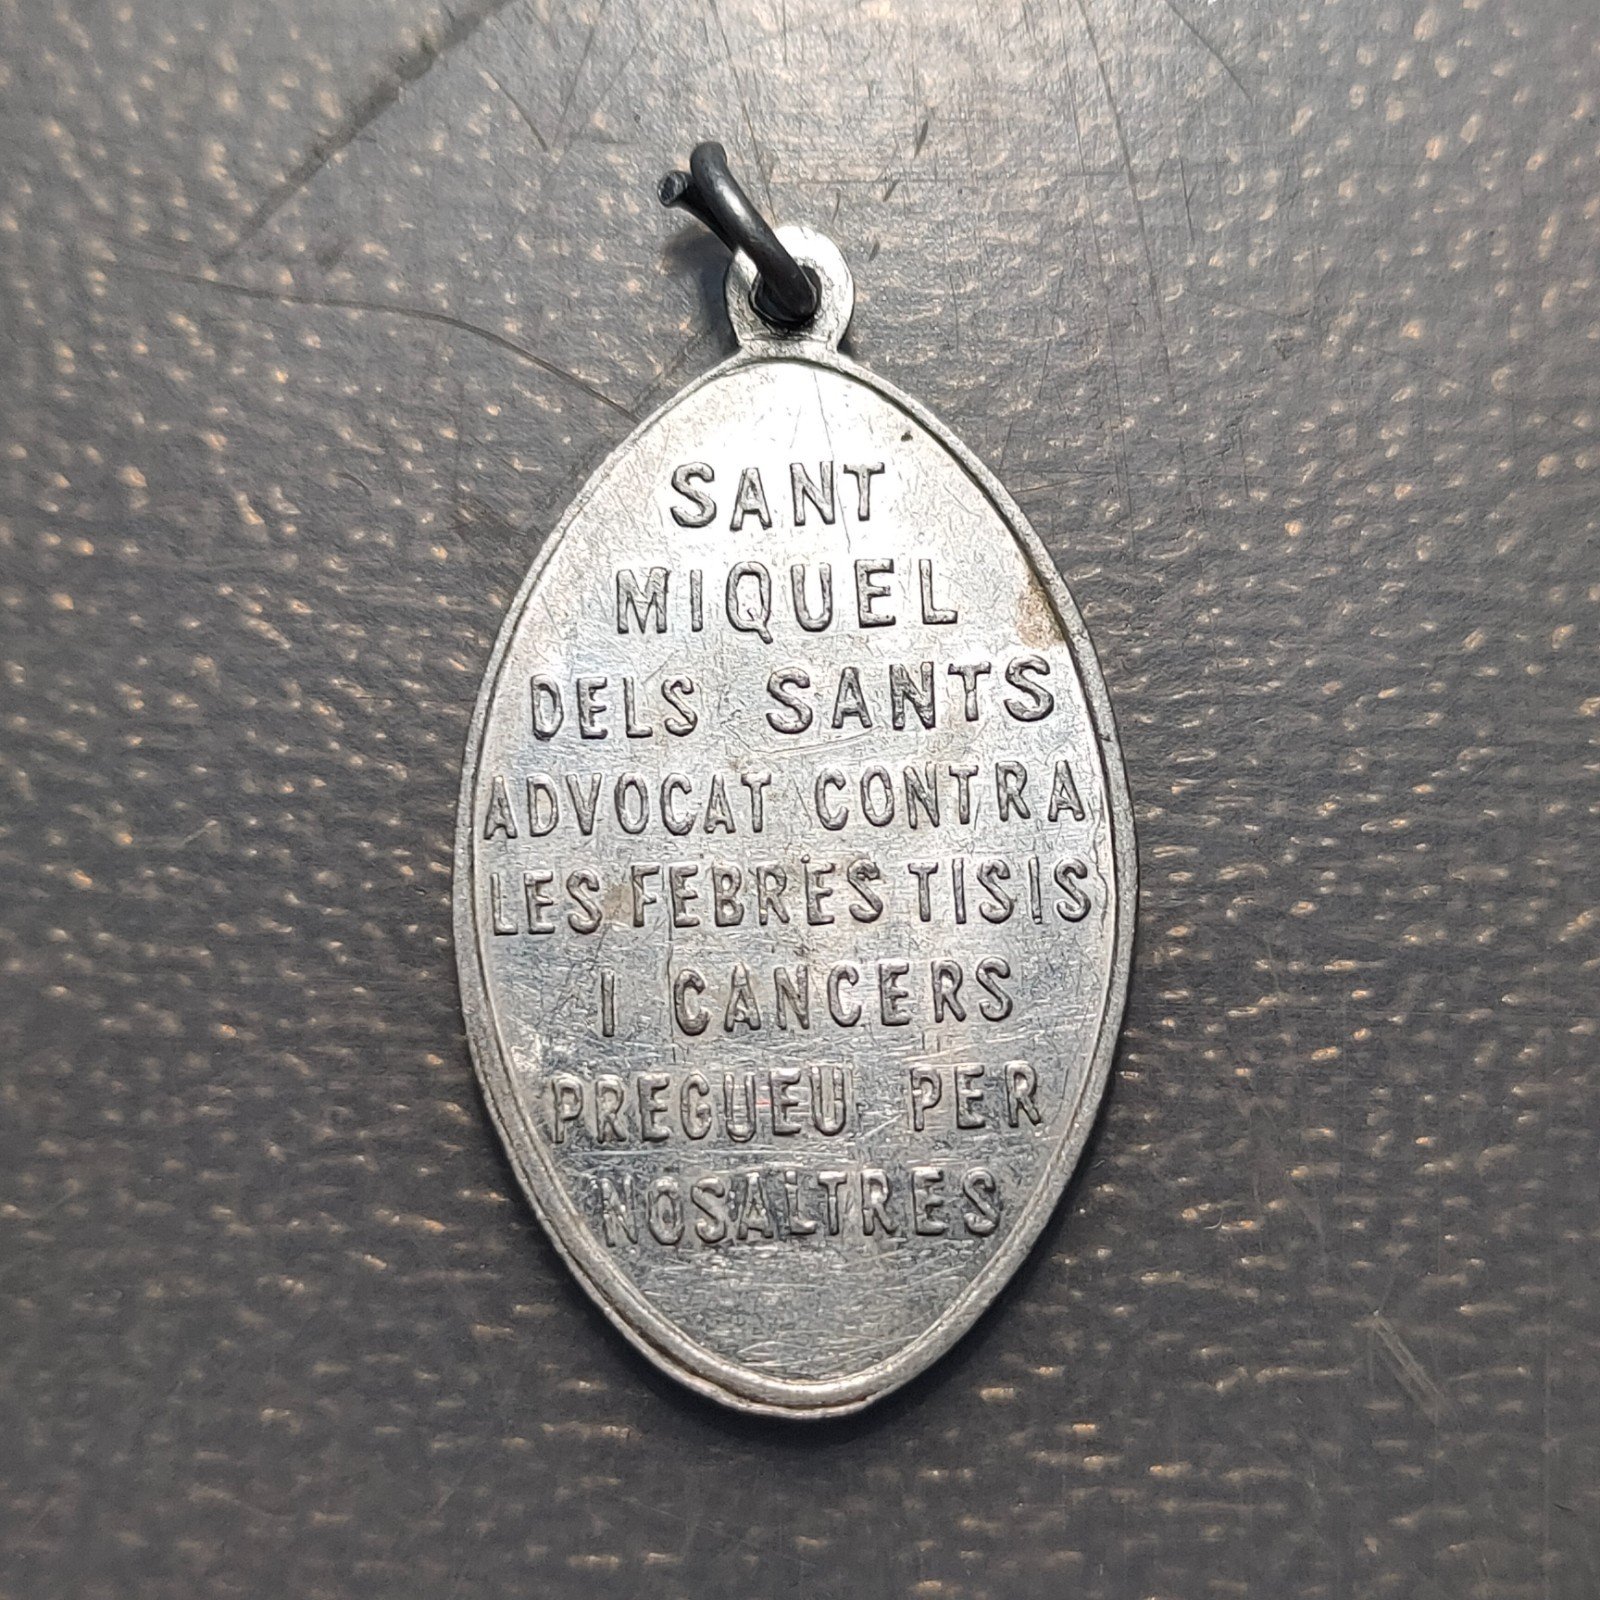 SANT
MIQUEL
DELS SANTS
ADVOCAT CONTRA
LES FEBRES TISIS
I CANCERS
PREGUEU PER
NOSALTRES